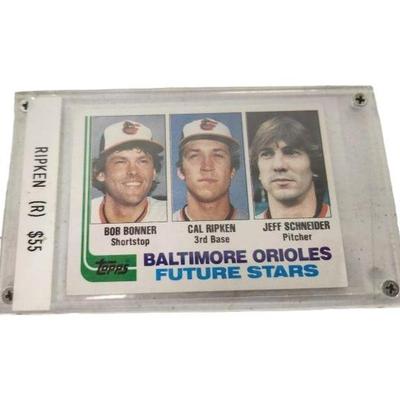 RIPKEN (R) $55
BOB BONNER
Shortstop
CAL RIPKEN
3rd Base
JEFF SCHNEIDER
Pitcher
Topps
BALTIMORE ORIOLES
FUTURE STARS